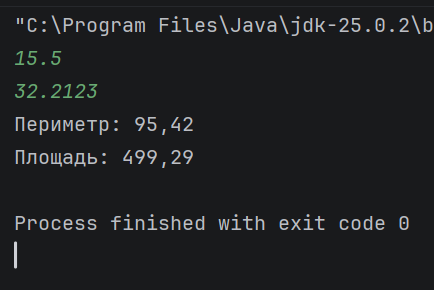 "C:\Program Files\Java\jdk-25.0.2\b
15.5
32.2123
Периметр: 95,42
Площадь: 499,29
Process finished with exit code 0